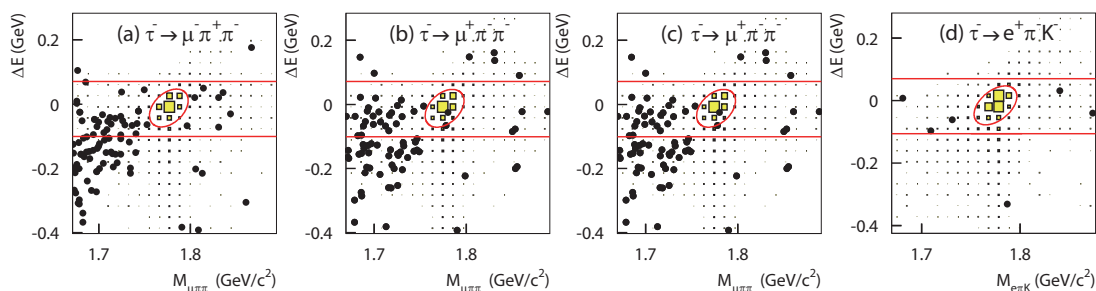 (a) τ⁻ → μ⁻π⁺π⁻
(b) τ⁻ → μ⁺π⁻π⁻
(c) τ⁻ → μ⁺π⁻π⁻
(d) τ⁻ → e⁺π⁻K⁻
ΔE (GeV)
0.2
0
-0.2
-0.4
1.7
1.8
M_μππ (GeV/c²)
ΔE (GeV)
0.2
0
-0.2
-0.4
1.7
1.8
M_μππ (GeV/c²)
ΔE (GeV)
0.2
0
-0.2
-0.4
1.7
1.8
M_μππ (GeV/c²)
ΔE (GeV)
0.2
0
-0.2
-0.4
1.7
1.8
M_eπK (GeV/c²)